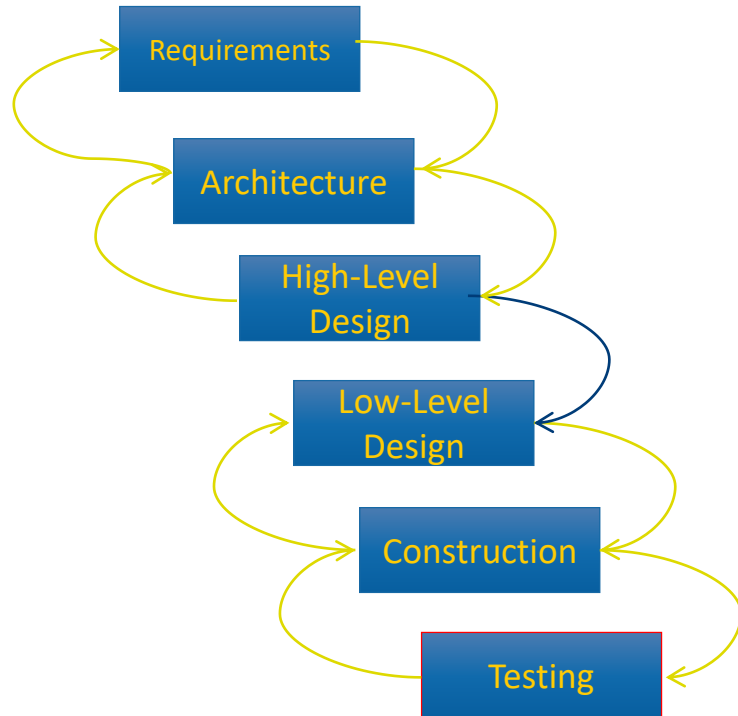 Requirements
Architecture
High-Level
Design
Low-Level
Design
Construction
Testing